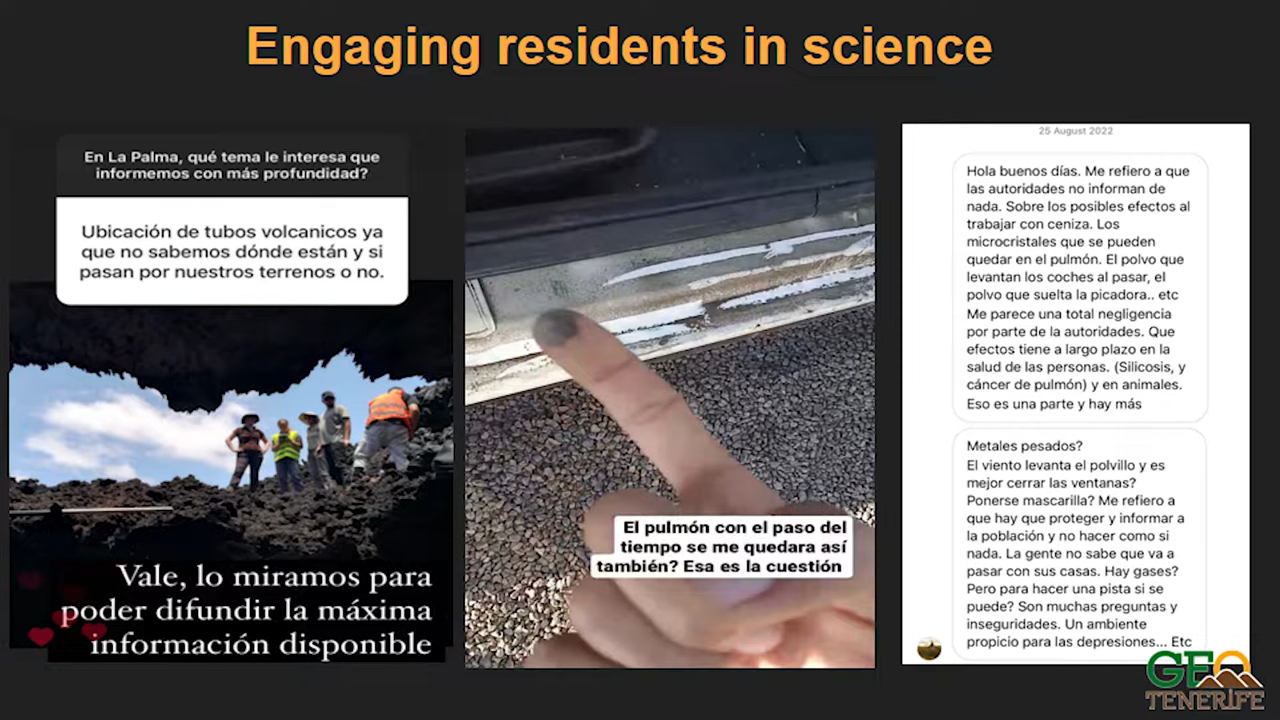 Engaging residents in science
En La Palma, qué tema le interesa que
informemos con más profundidad?
Ubicación de tubos volcanicos ya
que no sabemos dónde están y si
pasan por nuestros terrenos o no.
Vale, lo miramos para
poder difundir la máxima
información disponible
El pulmón con el paso del
tiempo se me quedara así
también? Esa es la cuestión
25 August 2022
Hola buenos días. Me refiero a que
las autoridades no informan de
nada. Sobre los posibles efectos al
trabajar con ceniza. Los
microcristales que se pueden
quedar en el pulmón. El polvo que
levantan los coches al pasar, el
polvo que suelta la picadora.. etc
Me parece una total negligencia
por parte de la autoridades. Que
efectos tiene a largo plazo en la
salud de las personas. (Silicosis, y
cáncer de pulmón) y en animales.
Eso es una parte y hay más
Metales pesados?
El viento levanta el polvillo y es
mejor cerrar las ventanas?
Ponerse mascarilla? Me refiero a
que hay que proteger y informar a
la población y no hacer como si
nada. La gente no sabe que va a
pasar con sus casas. Hay gases?
Pero para hacer una pista si se
puede? Son muchas preguntas y
inseguridades. Un ambiente
propicio para las depresiones... Etc
GEO
TENERIFE